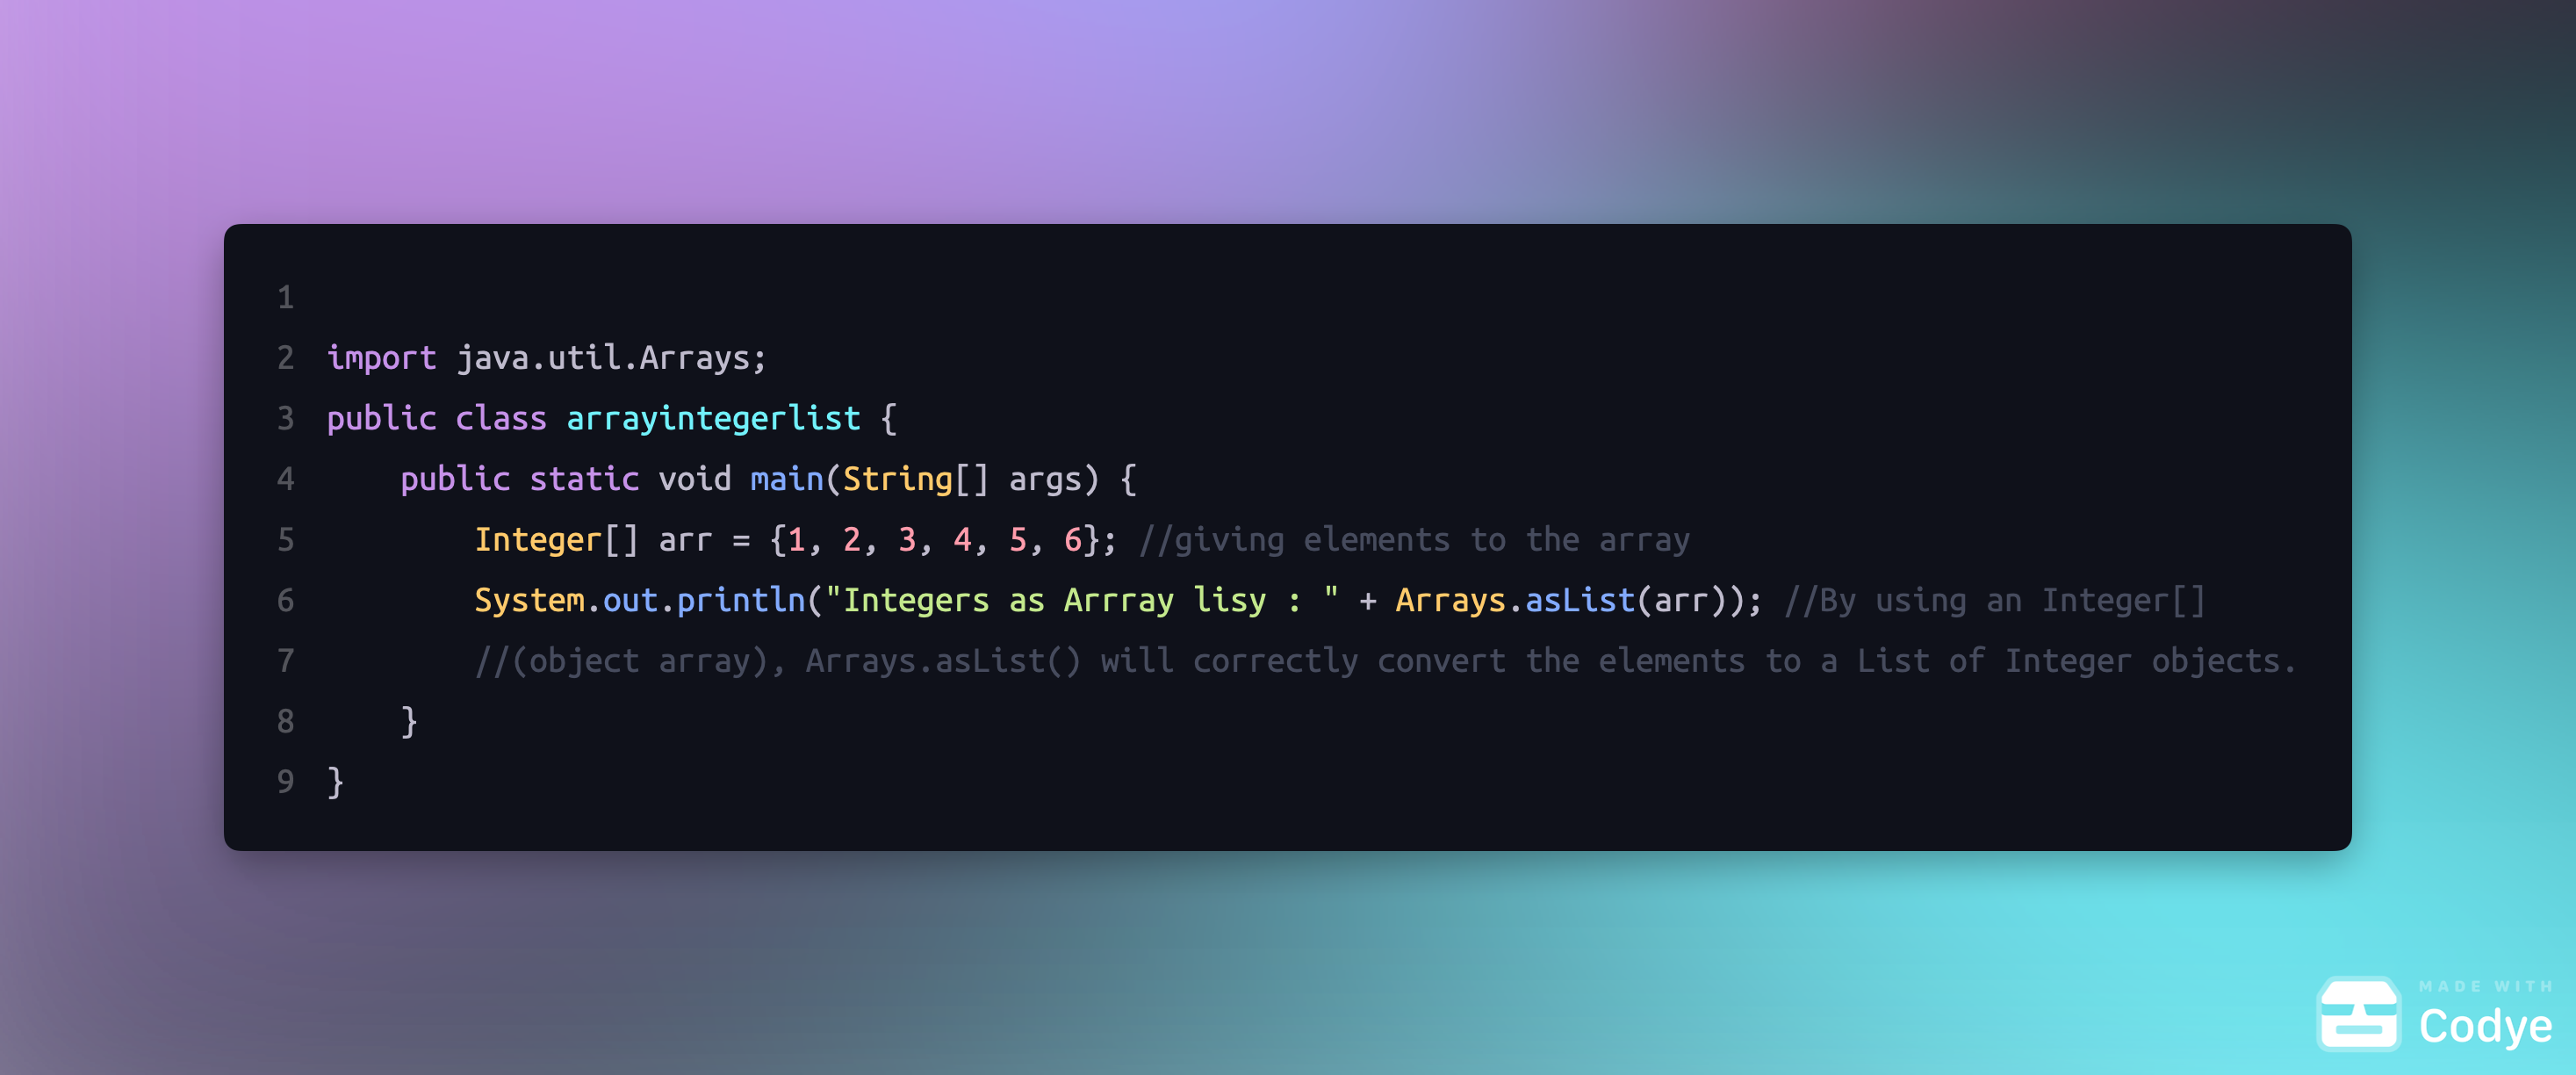 1
2 import java.util.Arrays;
3 public class arrayintegerlist {
4     public static void main(String[] args) {
5         Integer[] arr = {1, 2, 3, 4, 5, 6}; //giving elements to the array
6         System.out.println("Integers as Arrray lisy : " + Arrays.asList(arr)); //By using an Integer[]
7         //(object array), Arrays.asList() will correctly convert the elements to a List of Integer objects.
8     }
9 }
MADE WITH
Codye